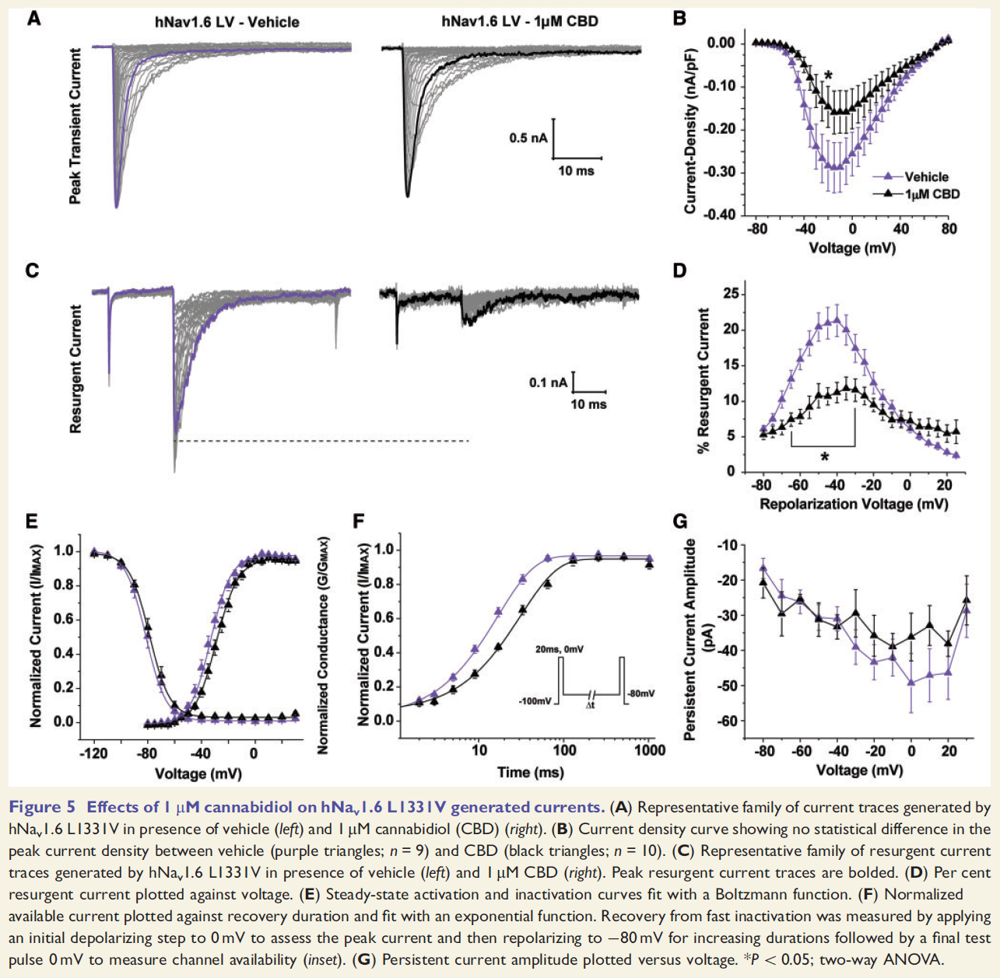 A
hNav1.6 LV - Vehicle
hNav1.6 LV - 1μM CBD
Peak Transient Current
0.5 nA
10 ms
B
Current-Density (nA/pF)
0.00
-0.10
-0.20
-0.30
-0.40
*
Vehicle
1μM CBD
-80
-40
0
40
80
Voltage (mV)
C
Resurgent Current
0.1 nA
10 ms
D
% Resurgent Current
25
20
15
10
5
0
*
-80
-60
-40
-20
0
20
Repolarization Voltage (mV)
E
Normalized Current (I/IMAX)
1.0
0.8
0.6
0.4
0.2
0.0
-120
-80
-40
0
Voltage (mV)
Normalized Conductance (G/GMAX)
F
Normalized Current (I/IMAX)
1.0
0.8
0.6
0.4
0.2
0.0
20ms, 0mV
-100mV
Δt
-80mV
10
100
1000
Time (ms)
G
Persistent Current Amplitude
(pA)
-10
-20
-30
-40
-50
-60
-80
-60
-40
-20
0
20
Voltage (mV)
Figure 5 Effects of 1 μM cannabidiol on hNav1.6 L1331V generated currents. (A) Representative family of current traces generated by
hNav1.6 L1331V in presence of vehicle (left) and 1 μM cannabidiol (CBD) (right). (B) Current density curve showing no statistical difference in the
peak current density between vehicle (purple triangles; n = 9) and CBD (black triangles; n = 10). (C) Representative family of resurgent current
traces generated by hNav1.6 L1331V in presence of vehicle (left) and 1 μM CBD (right). Peak resurgent current traces are bolded. (D) Per cent
resurgent current plotted against voltage. (E) Steady-state activation and inactivation curves fit with a Boltzmann function. (F) Normalized
available current plotted against recovery duration and fit with an exponential function. Recovery from fast inactivation was measured by applying
an initial depolarizing step to 0 mV to assess the peak current and then repolarizing to −80 mV for increasing durations followed by a final test
pulse 0 mV to measure channel availability (inset). (G) Persistent current amplitude plotted versus voltage. *P < 0.05; two-way ANOVA.